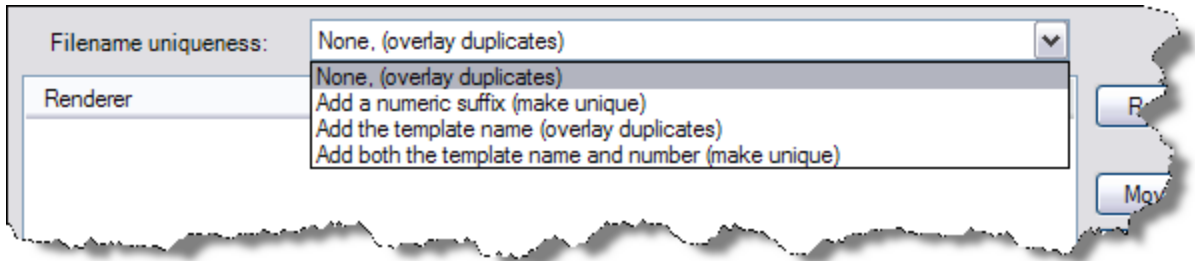 Filename uniqueness: None, (overlay duplicates)
None, (overlay duplicates)
Renderer
Add a numeric suffix (make unique)
Add the template name (overlay duplicates)
Add both the template name and number (make unique)